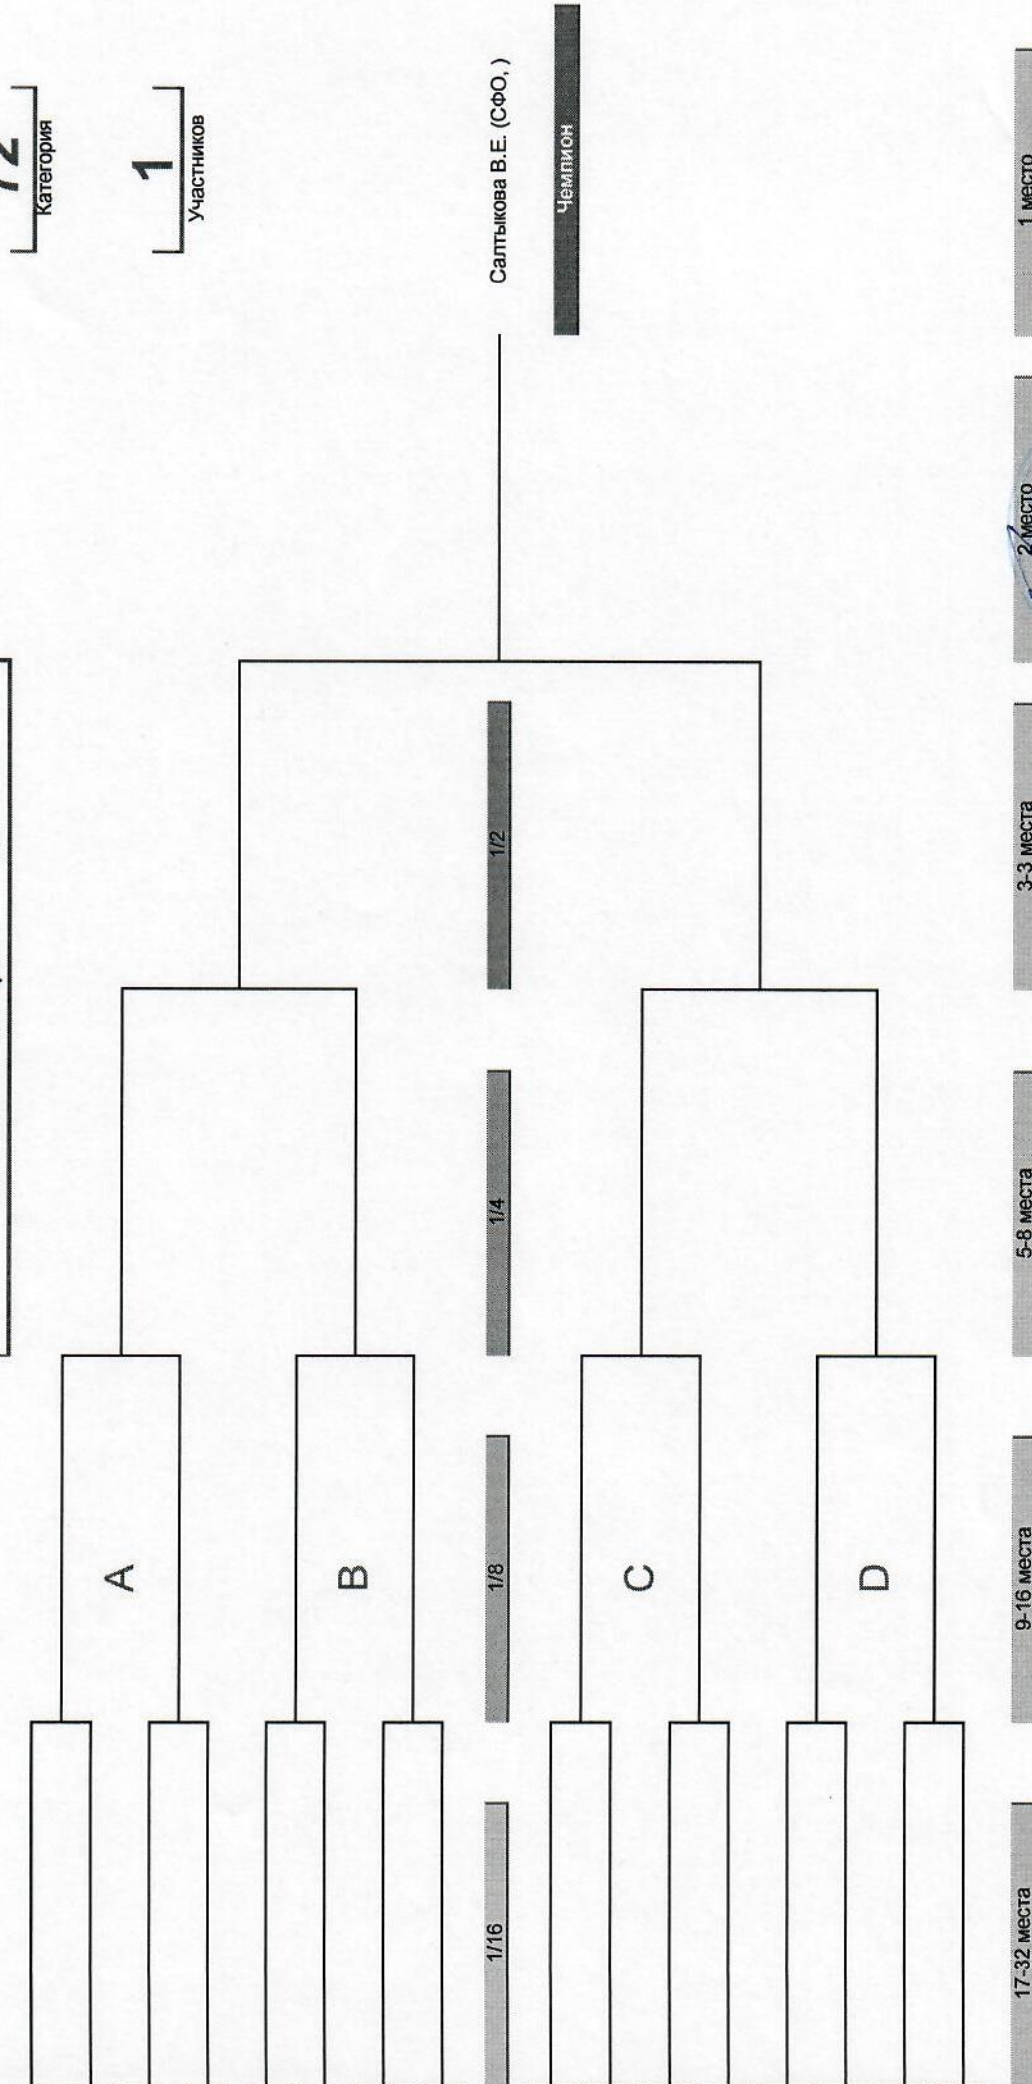 72
Категория
1
Участников
Салтыкова В.Е. (СФО, )
Чемпион
A
B
C
D
1/16
1/8
1/4
1/2
17-32 места
9-16 места
5-8 места
3-3 места
2 место
1 место